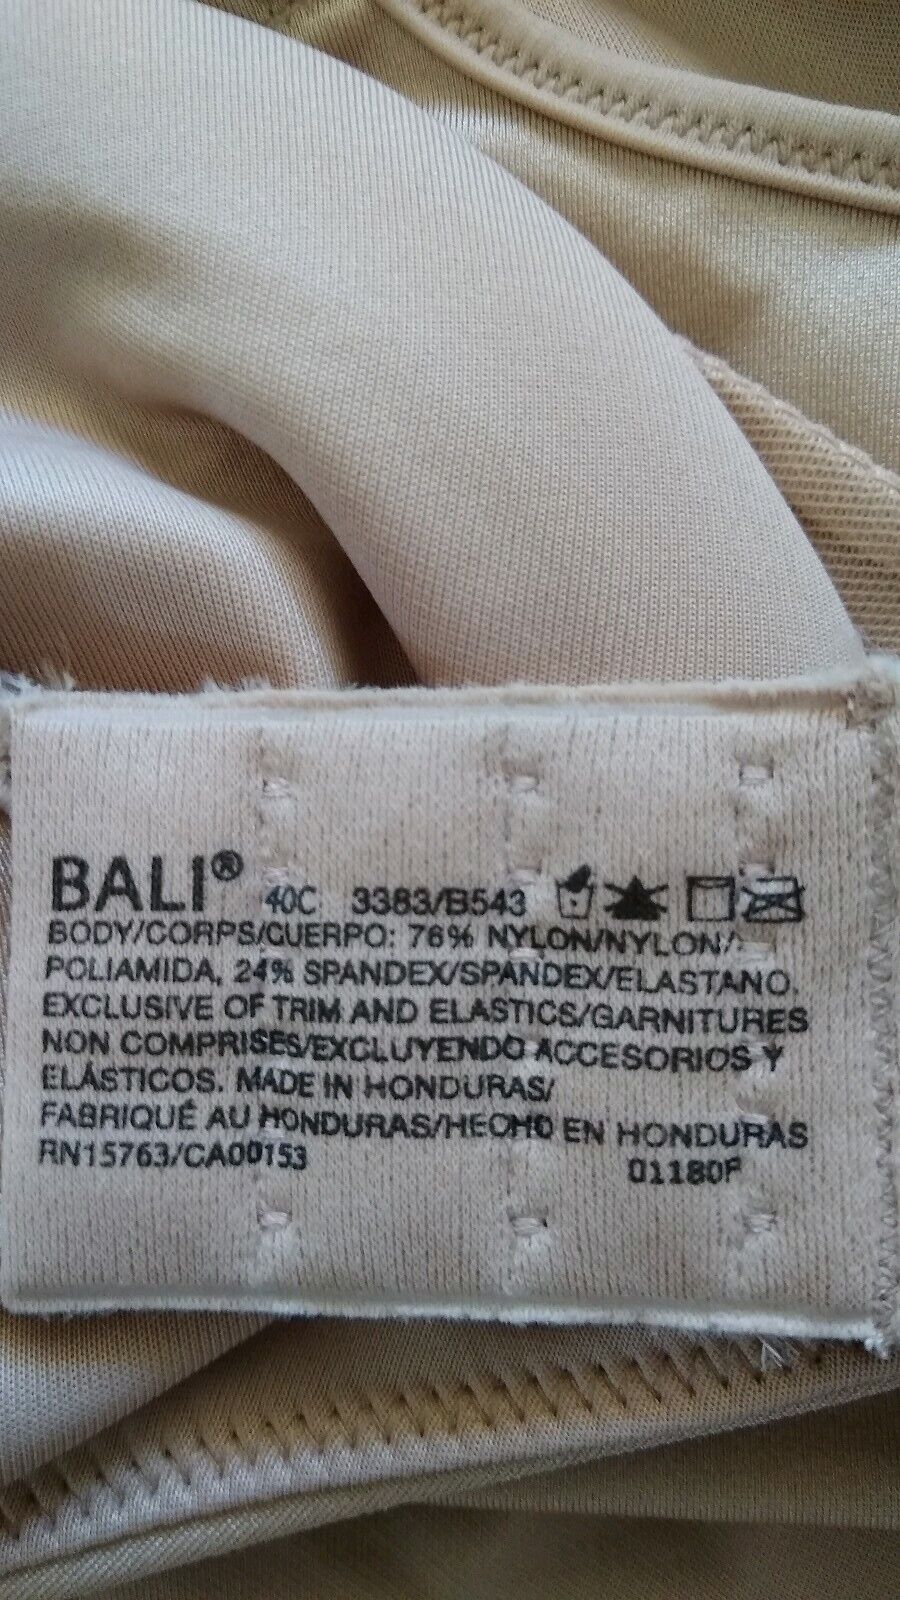 BALI® 40C 3383/B543
BODY/CORPS/CUERPO: 76% NYLON/NYLON/
POLIAMIDA, 24% SPANDEX/SPANDEX/ELASTANO.
EXCLUSIVE OF TRIM AND ELASTICS/GARNITURES
NON COMPRISES/EXCLUYENDO ACCESORIOS Y
ELÁSTICOS. MADE IN HONDURAS/
FABRIQUÉ AU HONDURAS/HECHO EN HONDURAS
RN15763/CA00153 01180F